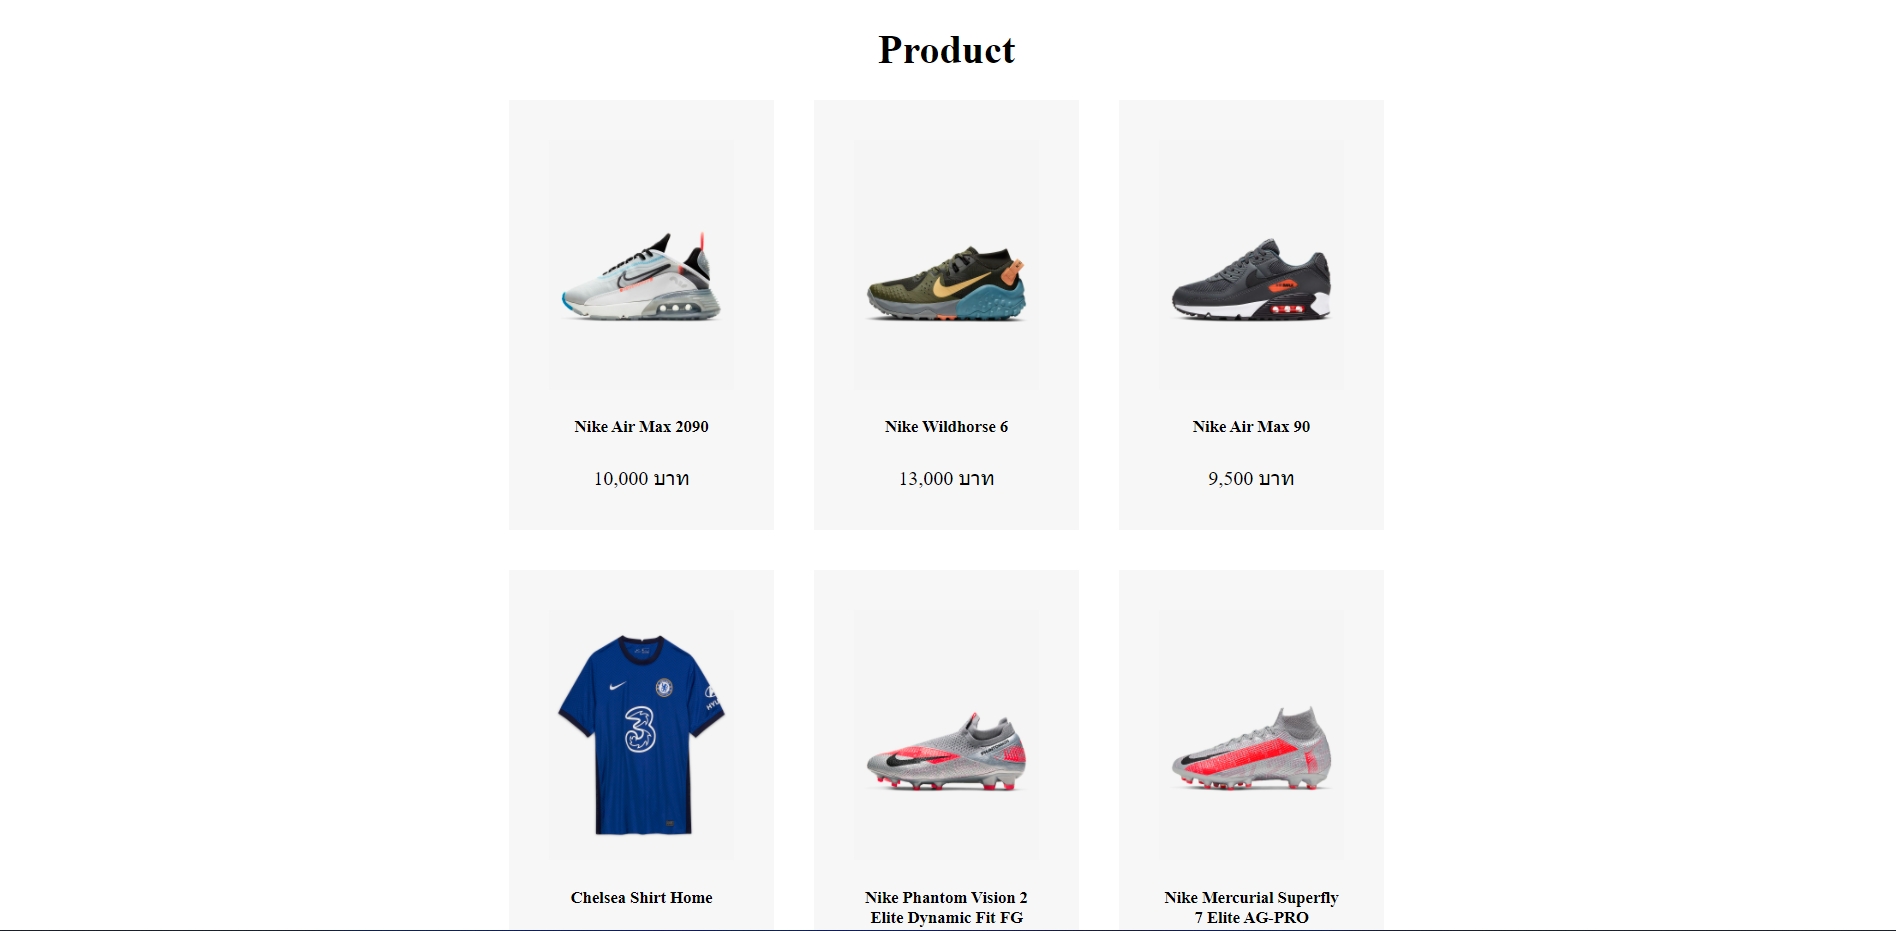 Product
Nike Air Max 2090
10,000 บาท
Nike Wildhorse 6
13,000 บาท
Nike Air Max 90
9,500 บาท
3
Chelsea Shirt Home
Nike Phantom Vision 2
Elite Dynamic Fit FG
Nike Mercurial Superfly
7 Elite AG-PRO